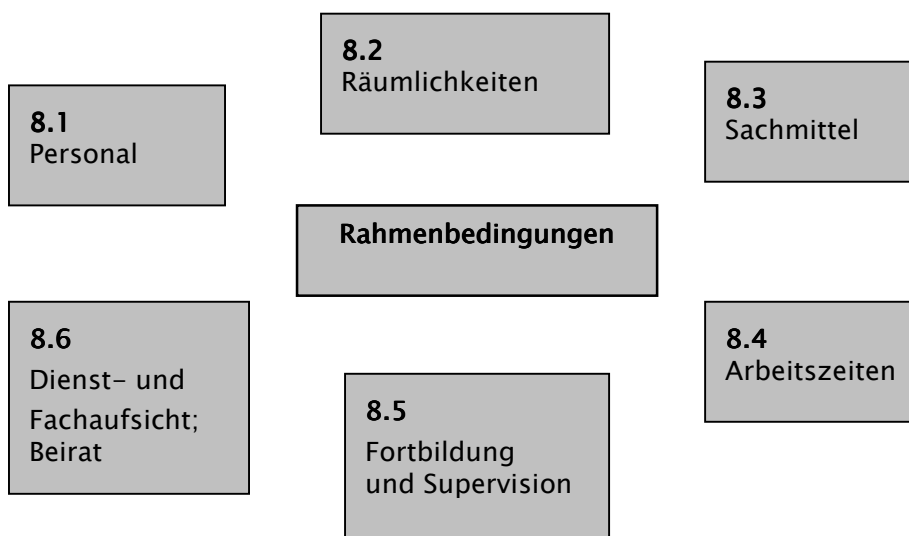 8.1
Personal
8.2
Räumlichkeiten
8.3
Sachmittel
Rahmenbedingungen
8.6
Dienst- und
Fachaufsicht;
Beirat
8.5
Fortbildung
und Supervision
8.4
Arbeitszeiten